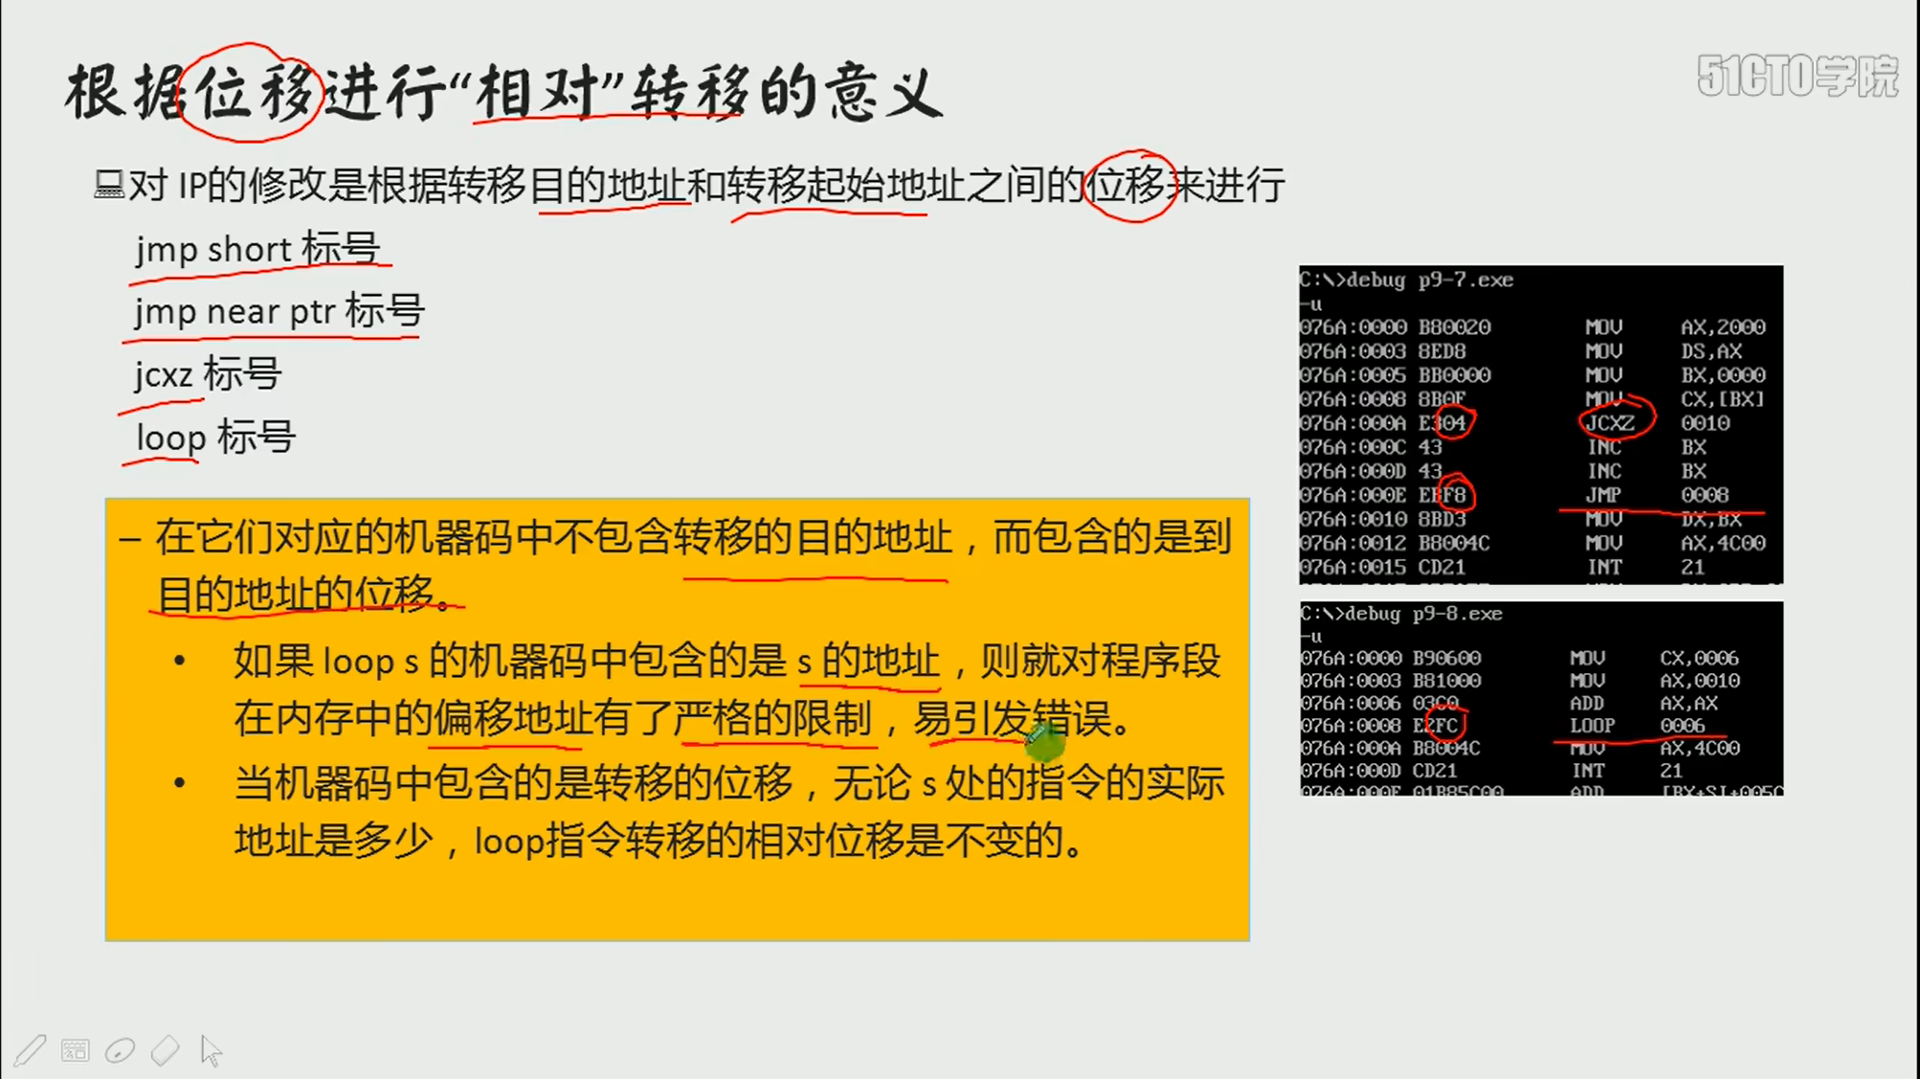 根据位移进行“相对”转移的意义
51CTO学院
对 IP的修改是根据转移目的地址和转移起始地址之间的位移来进行
jmp short 标号
jmp near ptr 标号
jcxz 标号
loop 标号
– 在它们对应的机器码中不包含转移的目的地址，而包含的是到
目的地址的位移。
• 如果 loop s 的机器码中包含的是 s 的地址，则就对程序段
在内存中的偏移地址有了严格的限制，易引发错误。
• 当机器码中包含的是转移的位移，无论 s 处的指令的实际
地址是多少，loop指令转移的相对位移是不变的。
C:\>debug p9-7.exe
-u
076A:0000 B80020 MOV AX,2000
076A:0003 8ED8 MOV DS,AX
076A:0005 BB0000 MOV BX,0000
076A:0008 8B0F MOV CX,[BX]
076A:000A E304 JCXZ 0010
076A:000C 43 INC BX
076A:000D 43 INC BX
076A:000E EBF8 JMP 0008
076A:0010 8BD3 MOV DX,BX
076A:0012 B8004C MOV AX,4C00
076A:0015 CD21 INT 21
C:\>debug p9-8.exe
-u
076A:0000 B90600 MOV CX,0006
076A:0003 B81000 MOV AX,0010
076A:0006 03C0 ADD AX,AX
076A:0008 E2FC LOOP 0006
076A:000A B8004C MOV AX,4C00
076A:000D CD21 INT 21
076A:000F 01B85C00 ADD [BX+SI+005C